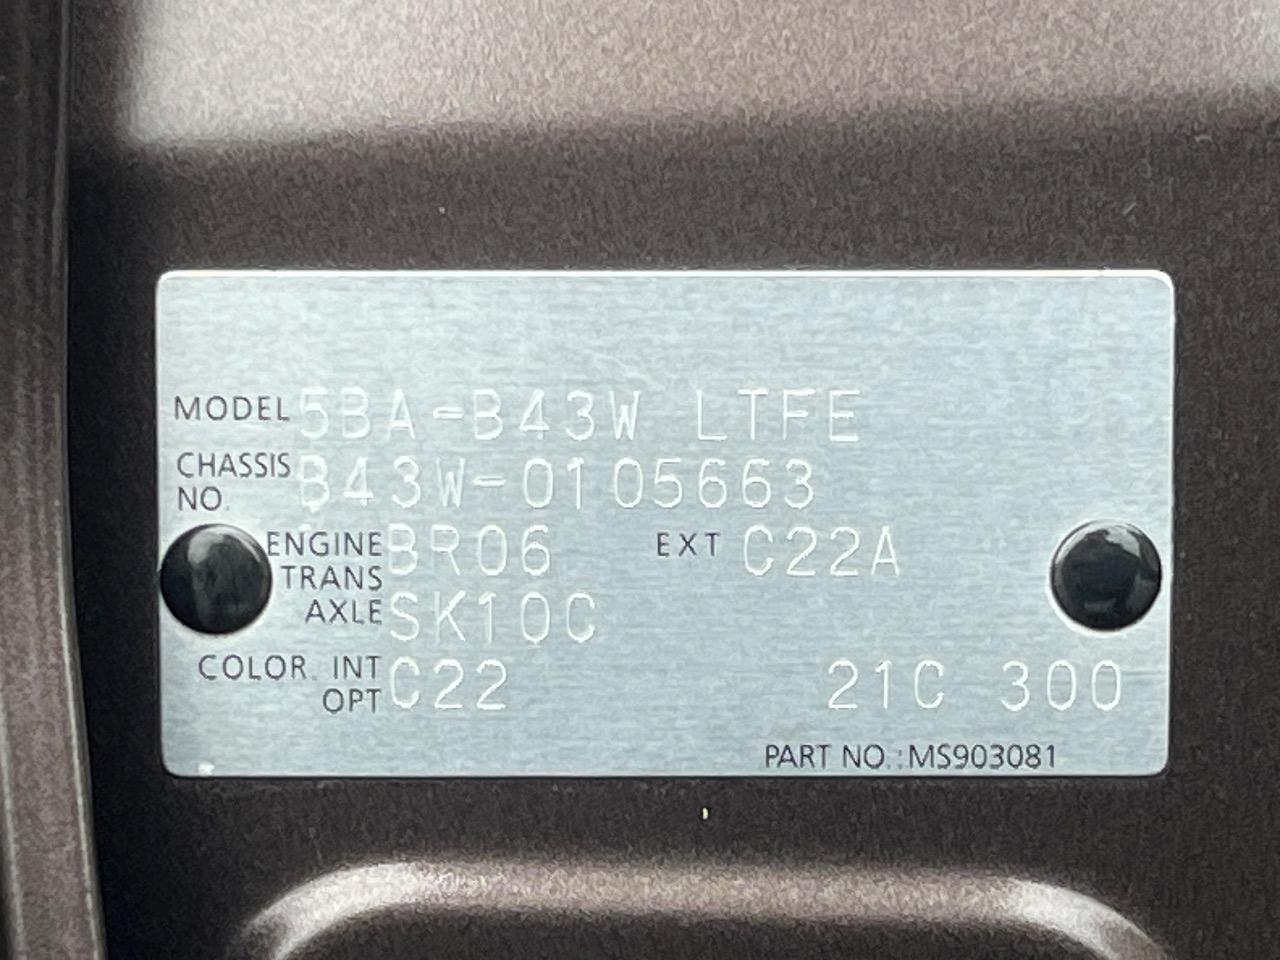 MODEL 5BA-B43W LTFE
CHASSIS NO. B43W-0105663
ENGINE BR06 EXT C22A
TRANS AXLE SK10C
COLOR. INT OPT C22 21C 300
PART NO.:MS903081